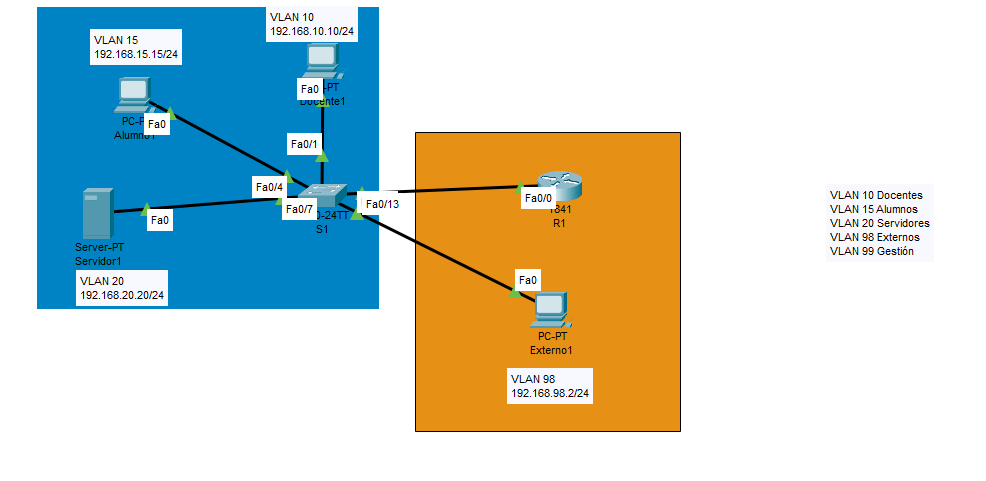 VLAN 10
192.168.10.10/24
VLAN 15
192.168.15.15/24
Fa0
-PT
Docente1
PC-P
Fa0
Alumno1
Fa0/1
Fa0/4
Fa0/7
Fa0/13
0-24TT
S1
Fa0
Server-PT
Servidor1
VLAN 20
192.168.20.20/24
Fa0/0
1841
R1
Fa0
PC-PT
Externo1
VLAN 98
192.168.98.2/24
VLAN 10 Docentes
VLAN 15 Alumnos
VLAN 20 Servidores
VLAN 98 Externos
VLAN 99 Gestión